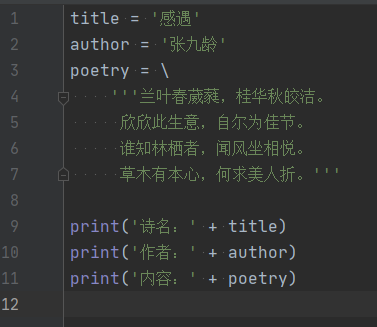 1 title = '感遇'
2 author = '张九龄'
3 poetry = \
4     '''兰叶春葳蕤，桂华秋皎洁。
5     欣欣此生意，自尔为佳节。
6     谁知林栖者，闻风坐相悦。
7     草木有本心，何求美人折。'''
8
9 print('诗名：' + title)
10 print('作者：' + author)
11 print('内容：' + poetry)
12